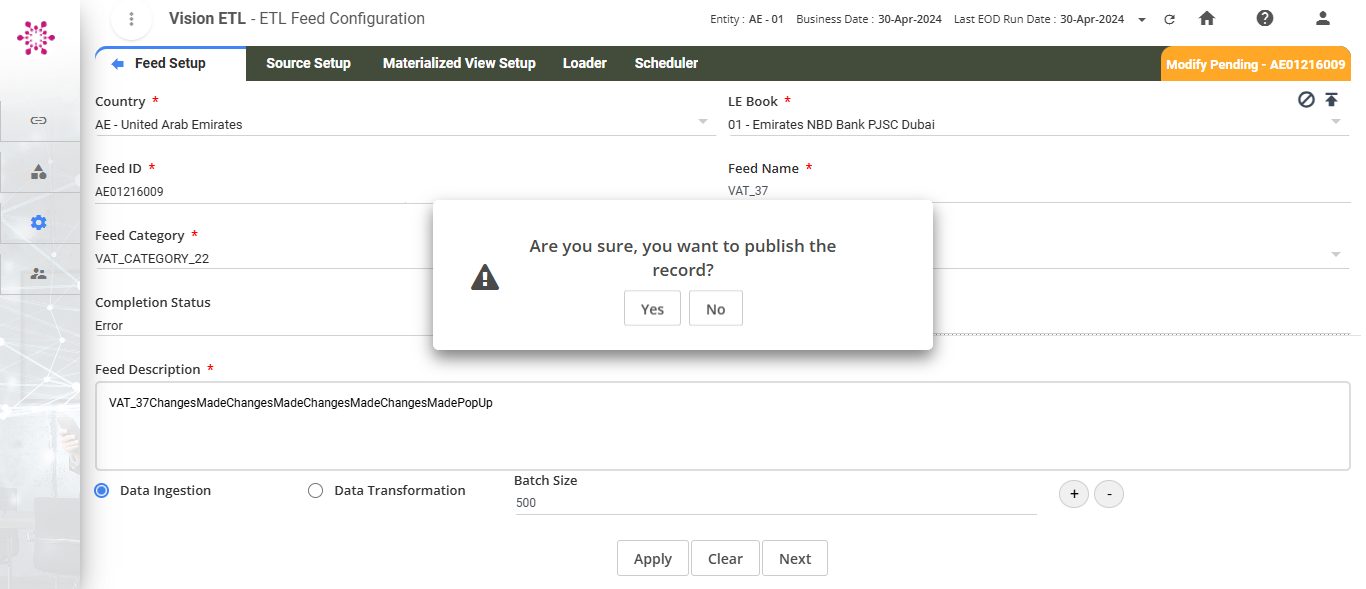 Vision ETL - ETL Feed Configuration
Entity : AE - 01 Business Date : 30-Apr-2024 Last EOD Run Date : 30-Apr-2024
Feed Setup Source Setup Materialized View Setup Loader Scheduler Modify Pending - AE01216009
Country * LE Book *
AE - United Arab Emirates 01 - Emirates NBD Bank PJSC Dubai
Feed ID * Feed Name *
AE01216009 VAT_37
Feed Category *
VAT_CATEGORY_22
Are you sure, you want to publish the
record?
Yes No
Completion Status
Error
Feed Description *
VAT_37ChangesMadeChangesMadeChangesMadeChangesMadePopUp
Data Ingestion Data Transformation Batch Size
500
+ -
Apply Clear Next